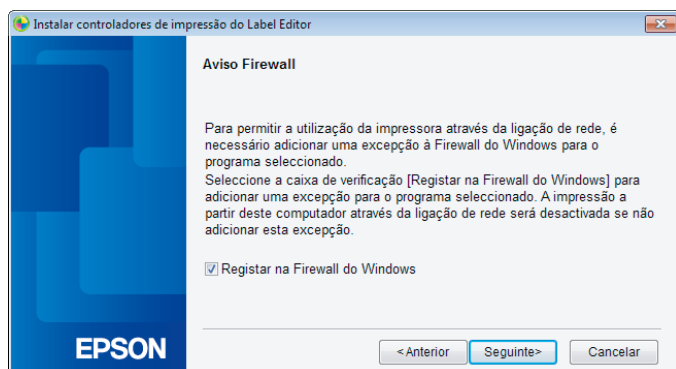 Instalar controladores de impressão do Label Editor
Aviso Firewall
Para permitir a utilização da impressora através da ligação de rede, é
necessário adicionar uma excepção à Firewall do Windows para o
programa seleccionado.
Seleccione a caixa de verificação [Registar na Firewall do Windows] para
adicionar uma excepção para o programa seleccionado. A impressão a
partir deste computador através da ligação de rede será desactivada se não
adicionar esta excepção.
Registar na Firewall do Windows
EPSON
<Anterior Seguinte> Cancelar